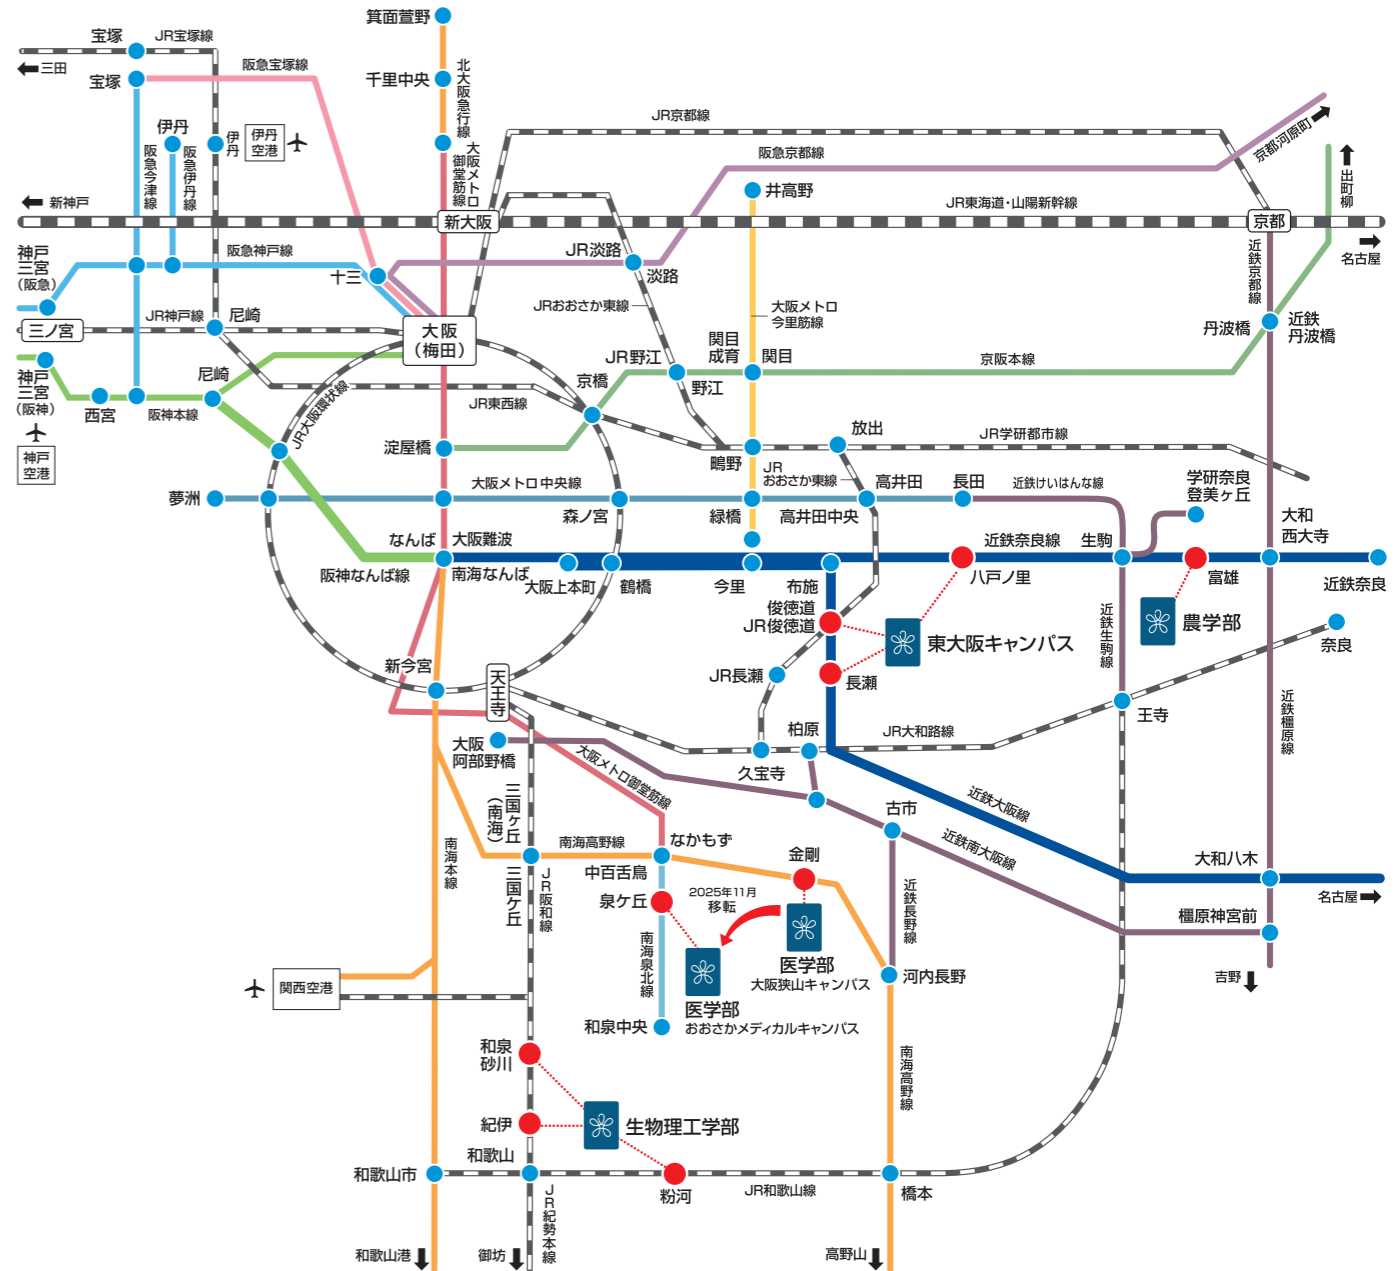 箕面萱野
宝塚
JR宝塚線
三田
宝塚
阪急宝塚線
千里中央
北大阪急行線
伊丹
伊丹
伊丹
空港
阪急今津線
阪急伊丹線
大阪メトロ
御堂筋線
JR京都線
阪急京都線
京都河原町
出町柳
井高野
新神戸
新大阪
JR東海道・山陽新幹線
京都
名古屋
神戸
三宮
(阪急)
阪急神戸線
十三
JR淡路
淡路
近鉄京都線
JRおおさか東線
大阪メトロ
今里筋線
三ノ宮
JR神戸線
尼崎
大阪
(梅田)
丹波橋
近鉄
丹波橋
関目
成育
関目
JR野江
野江
京阪本線
神戸
三宮
(阪神)
尼崎
西宮
阪神本線
JR大阪環状線
JR東西線
京橋
神戸
空港
淀屋橋
鴫野
放出
JR学研都市線
JR
おおさか東線
夢洲
大阪メトロ中央線
森ノ宮
緑橋
高井田
高井田中央
長田
近鉄けいはんな線
学研奈良
登美ヶ丘
大和
西大寺
なんば
大阪難波
南海なんば
阪神なんば線
大阪上本町
鶴橋
今里
布施
近鉄奈良線
八戸ノ里
生駒
富雄
近鉄奈良
俊徳道
JR俊徳道
東大阪キャンパス
農学部
近鉄生駒線
奈良
新今宮
天王寺
JR長瀬
長瀬
王寺
近鉄橿原線
大阪
阿部野橋
大阪メトロ御堂筋線
久宝寺
柏原
JR大和路線
近鉄大阪線
三国ヶ丘
(南海)
南海本線
南海高野線
なかもず
中百舌鳥
古市
近鉄南大阪線
大和八木
名古屋
三国ケ丘
JR阪和線
金剛
2025年11月
移転
泉ケ丘
近鉄長野線
橿原神宮前
吉野
南海泉北線
医学部
大阪狭山キャンパス
河内長野
関西空港
医学部
おおさかメディカルキャンパス
和泉中央
和泉
砂川
南海高野線
紀伊
生物理工学部
和歌山市
和歌山
粉河
JR和歌山線
橋本
JR紀勢本線
和歌山港
御坊
高野山